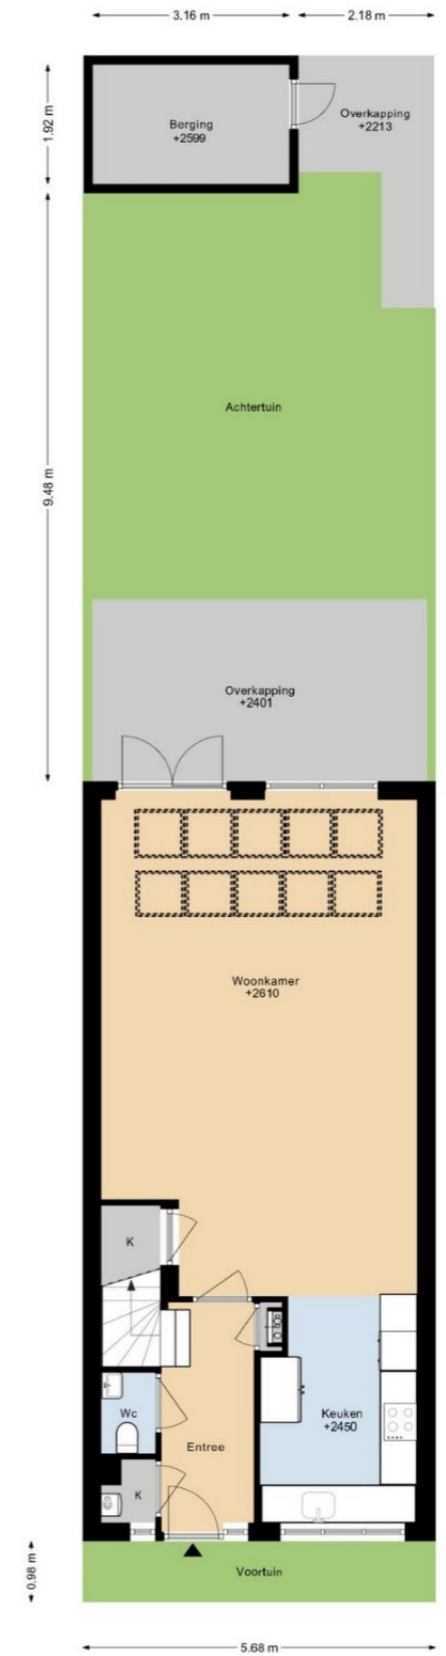 3.16 m
2.18 m
1.92 m
Berging
+2599
Overkapping
+2213
Achtertuin
9.48 m
Overkapping
+2401
Woonkamer
+2610
K
Wc
Keuken
+2450
Entree
K
0.98 m
Voortuin
5.68 m